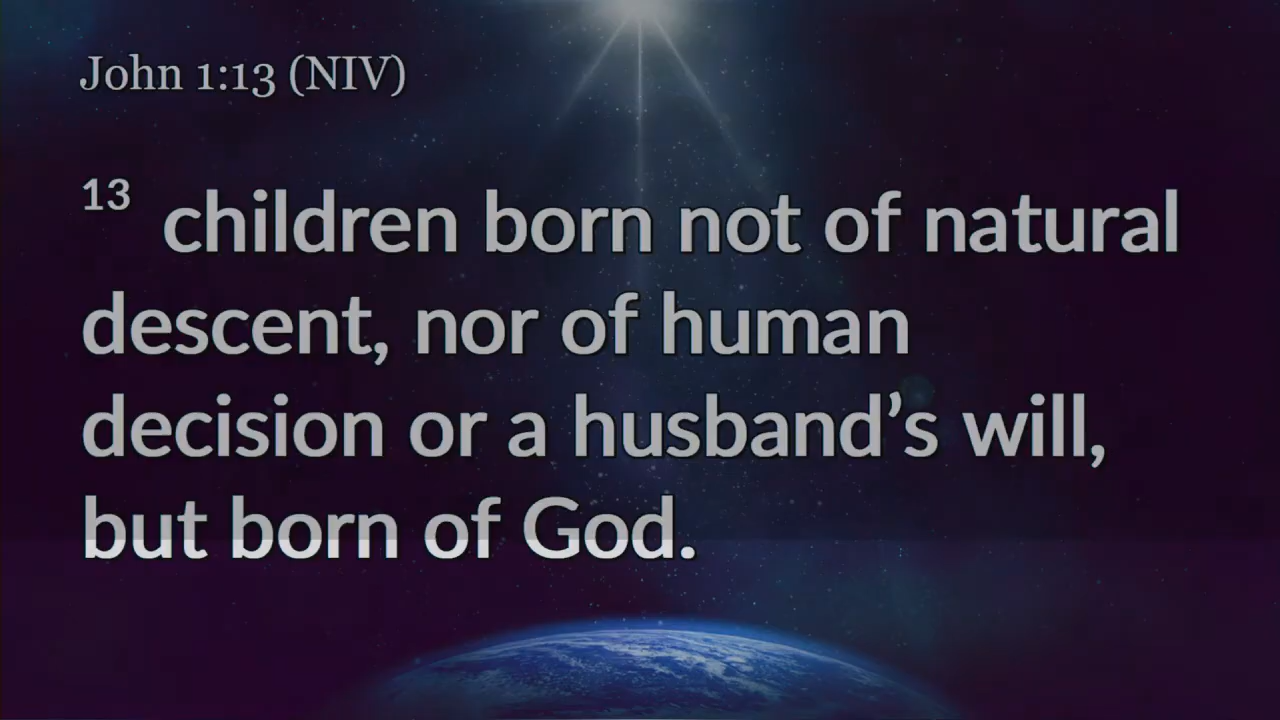 John 1:13 (NIV)
13 children born not of natural
descent, nor of human
decision or a husband’s will,
but born of God.